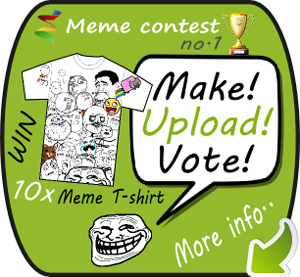 Meme contest
no.1
WIN
Make!
Upload!
Vote!
10x Meme T-shirt
More info..